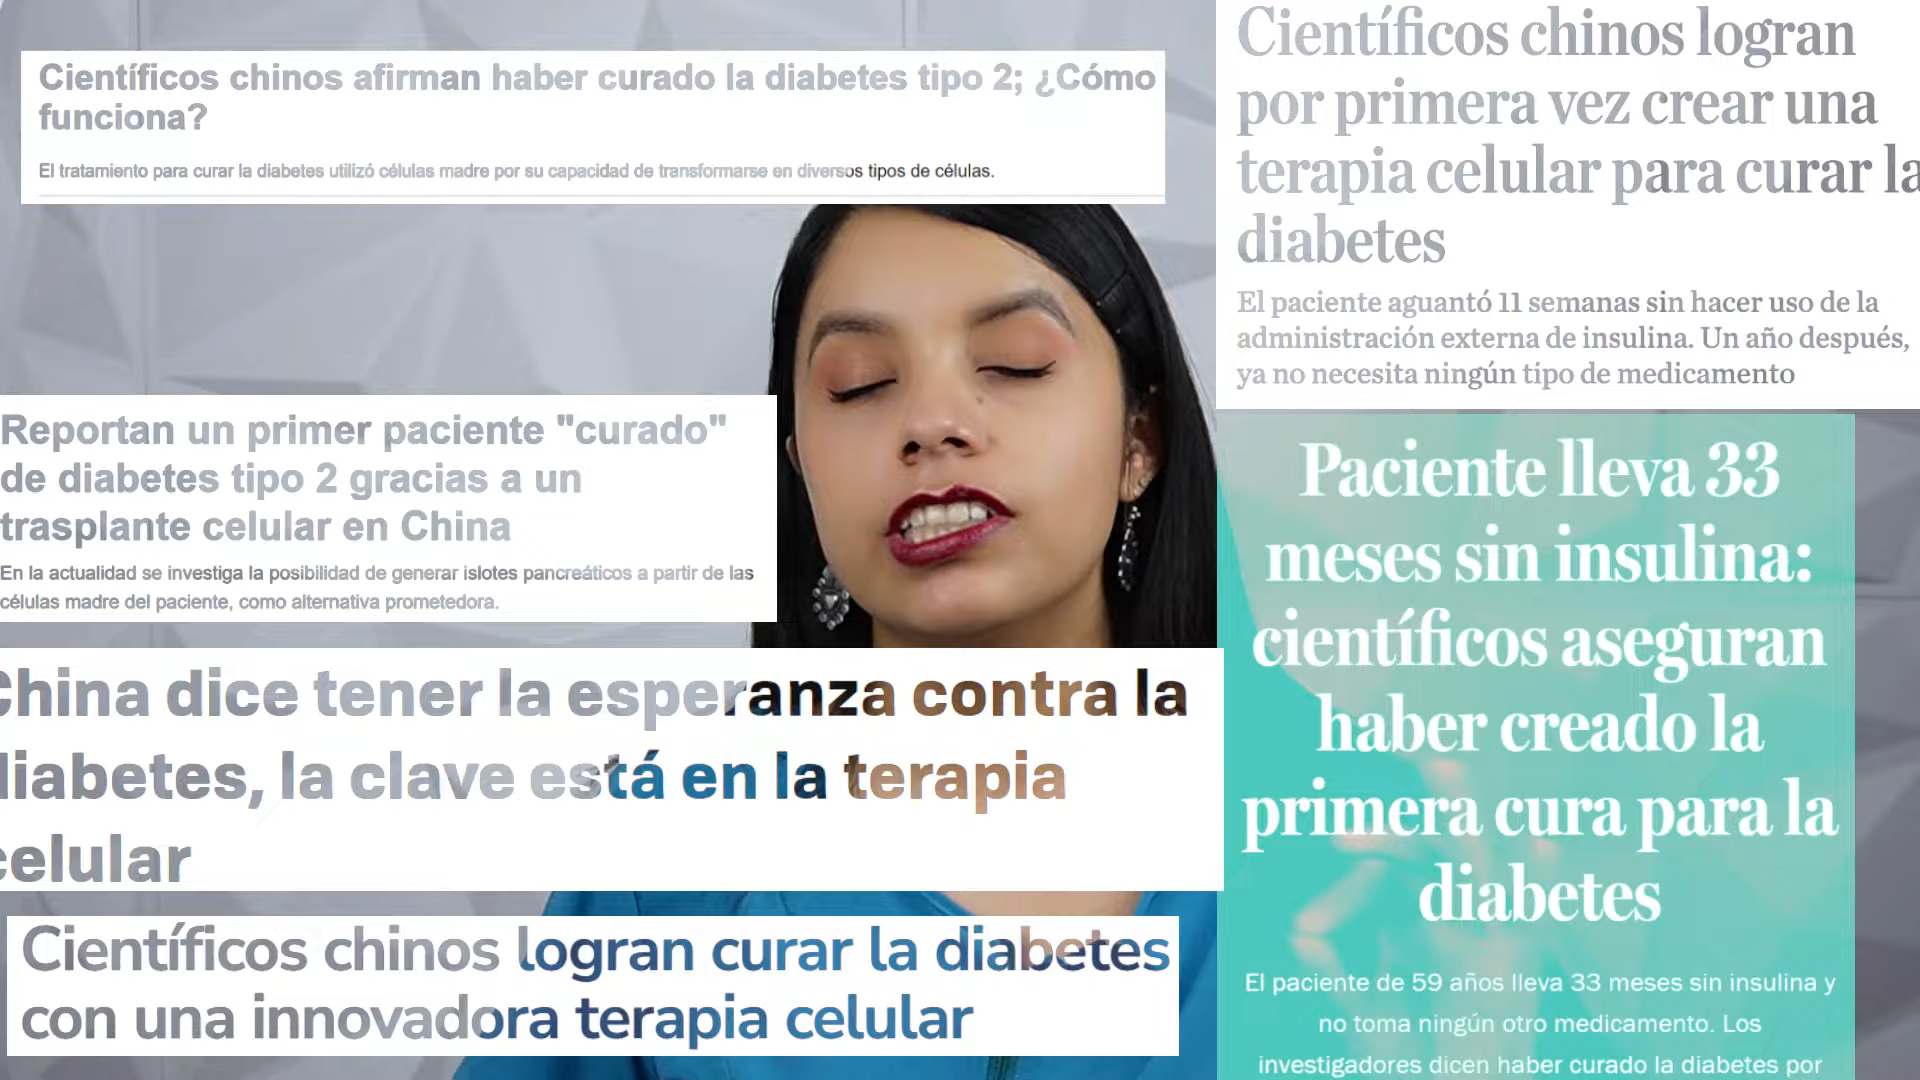 Científicos chinos afirman haber curado la diabetes tipo 2; ¿Cómo
funciona?
El tratamiento para curar la diabetes utilizó células madre por su capacidad de transformarse en diversos tipos de células.
Científicos chinos logran
por primera vez crear una
terapia celular para curar la
diabetes
El paciente aguantó 11 semanas sin hacer uso de la
administración externa de insulina. Un año después,
ya no necesita ningún tipo de medicamento
Reportan un primer paciente "curado"
de diabetes tipo 2 gracias a un
trasplante celular en China
En la actualidad se investiga la posibilidad de generar islotes pancreáticos a partir de las
células madre del paciente, como alternativa prometedora.
China dice tener la esperanza contra la
diabetes, la clave está en la terapia
celular
Científicos chinos logran curar la diabetes
con una innovadora terapia celular
Paciente lleva 33
meses sin insulina:
científicos aseguran
haber creado la
primera cura para la
diabetes
El paciente de 59 años lleva 33 meses sin insulina y
no toma ningún otro medicamento. Los
investigadores dicen haber curado la diabetes por